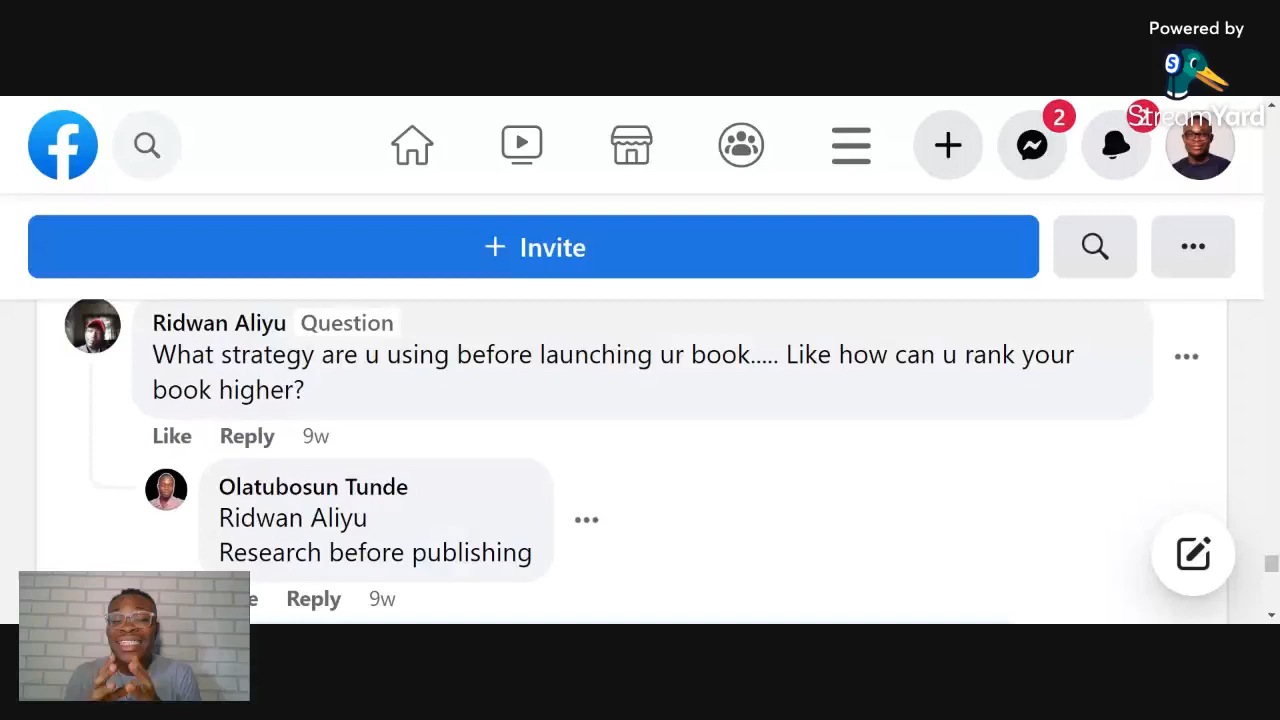 Powered by
S
StreamYard
2
2
+ Invite
Ridwan Aliyu Question
What strategy are u using before launching ur book..... Like how can u rank your
book higher?
Like Reply 9w
Olatubosun Tunde
Ridwan Aliyu
Research before publishing
e Reply 9w